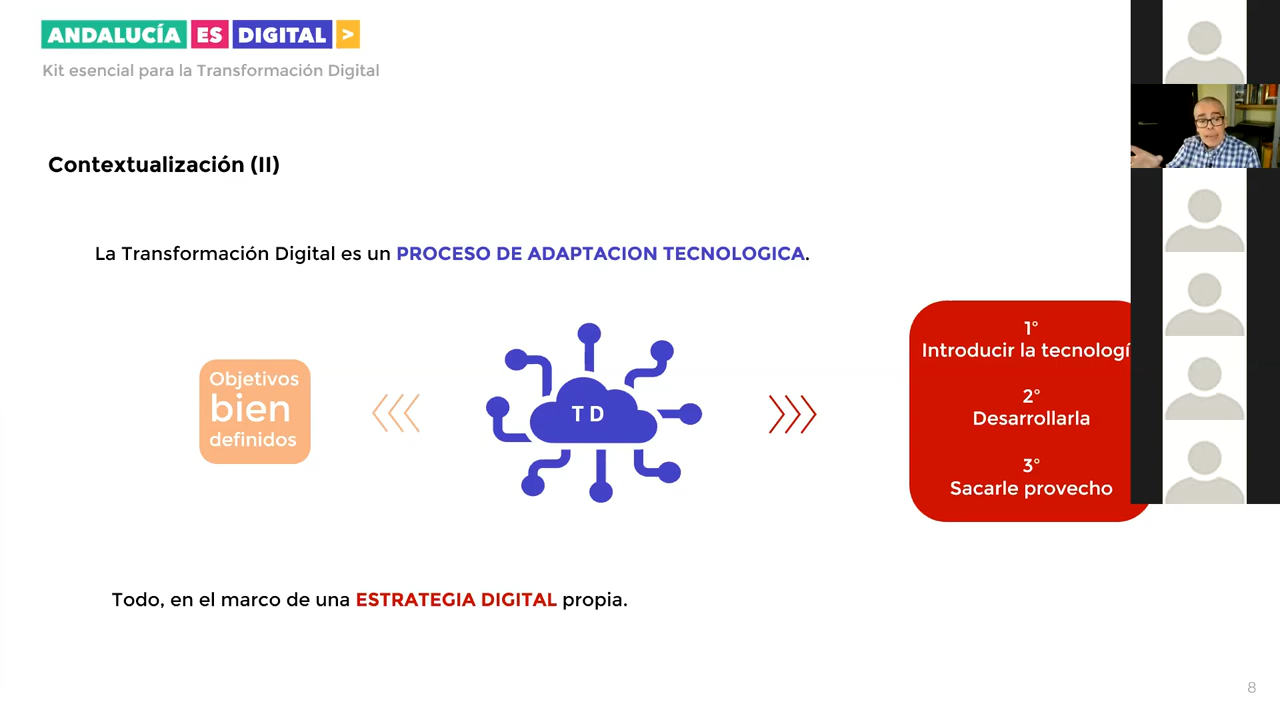 ANDALUCÍA ES DIGITAL >
Kit esencial para la Transformación Digital
Contextualización (II)
La Transformación Digital es un PROCESO DE ADAPTACION TECNOLOGICA.
Objetivos
bien
definidos
TD
1°
Introducir la tecnologí
2°
Desarrollarla
3°
Sacarle provecho
Todo, en el marco de una ESTRATEGIA DIGITAL propia.
8